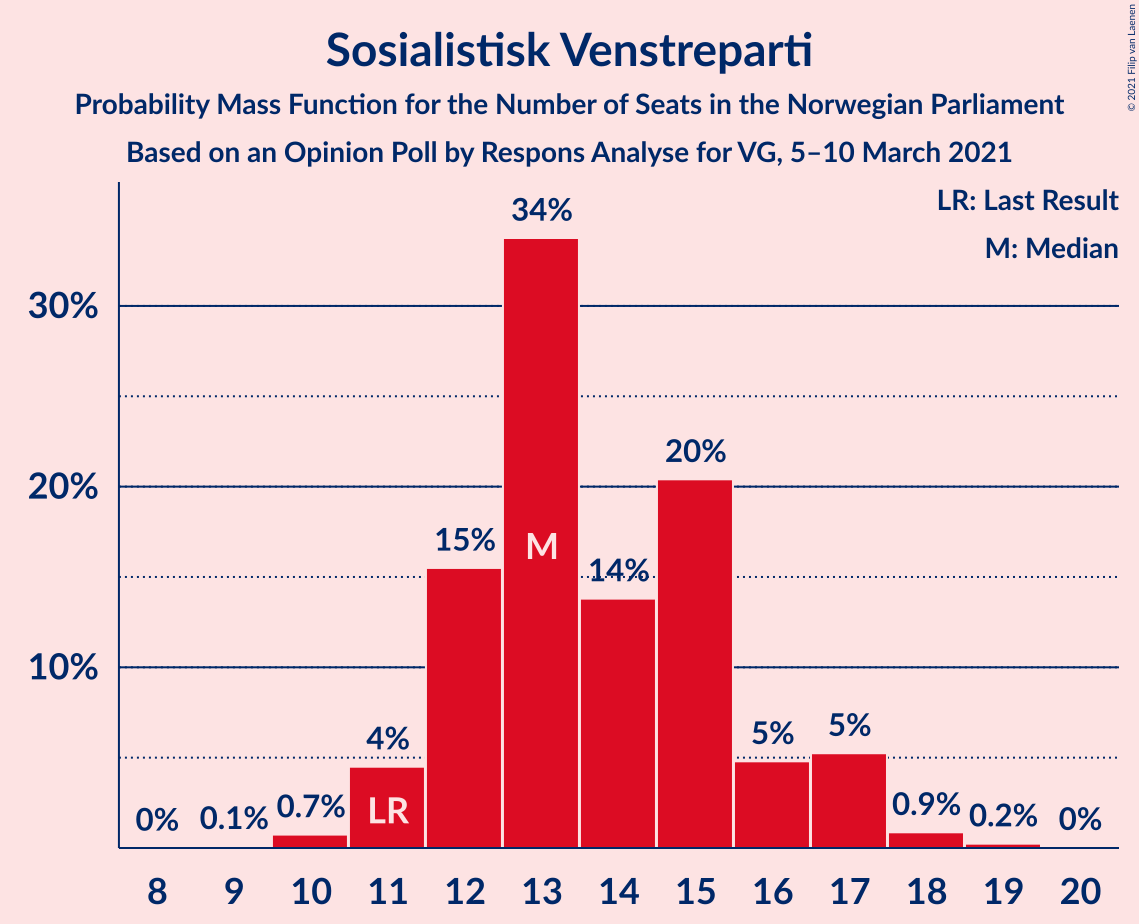 © 2021 Filip van Laenen
Sosialistisk Venstreparti
Probability Mass Function for the Number of Seats in the Norwegian Parliament
Based on an Opinion Poll by Respons Analyse for VG, 5–10 March 2021
LR: Last Result
M: Median
34%
30%
20%
20%
15%
M
14%
10%
4%
5%
5%
LR
0%
0.1%
0.7%
0.9%
0.2%
0%
8 9 10 11 12 13 14 15 16 17 18 19 20